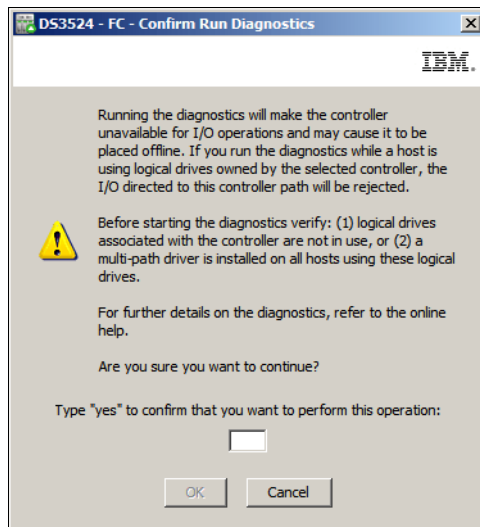 DS3524 - FC - Confirm Run Diagnostics
IBM.
Running the diagnostics will make the controller
unavailable for I/O operations and may cause it to be
placed offline. If you run the diagnostics while a host is
using logical drives owned by the selected controller, the
I/O directed to this controller path will be rejected.
Before starting the diagnostics verify: (1) logical drives
associated with the controller are not in use, or (2) a
multi-path driver is installed on all hosts using these logical
drives.
For further details on the diagnostics, refer to the online
help.
Are you sure you want to continue?
Type "yes" to confirm that you want to perform this operation:
OK Cancel